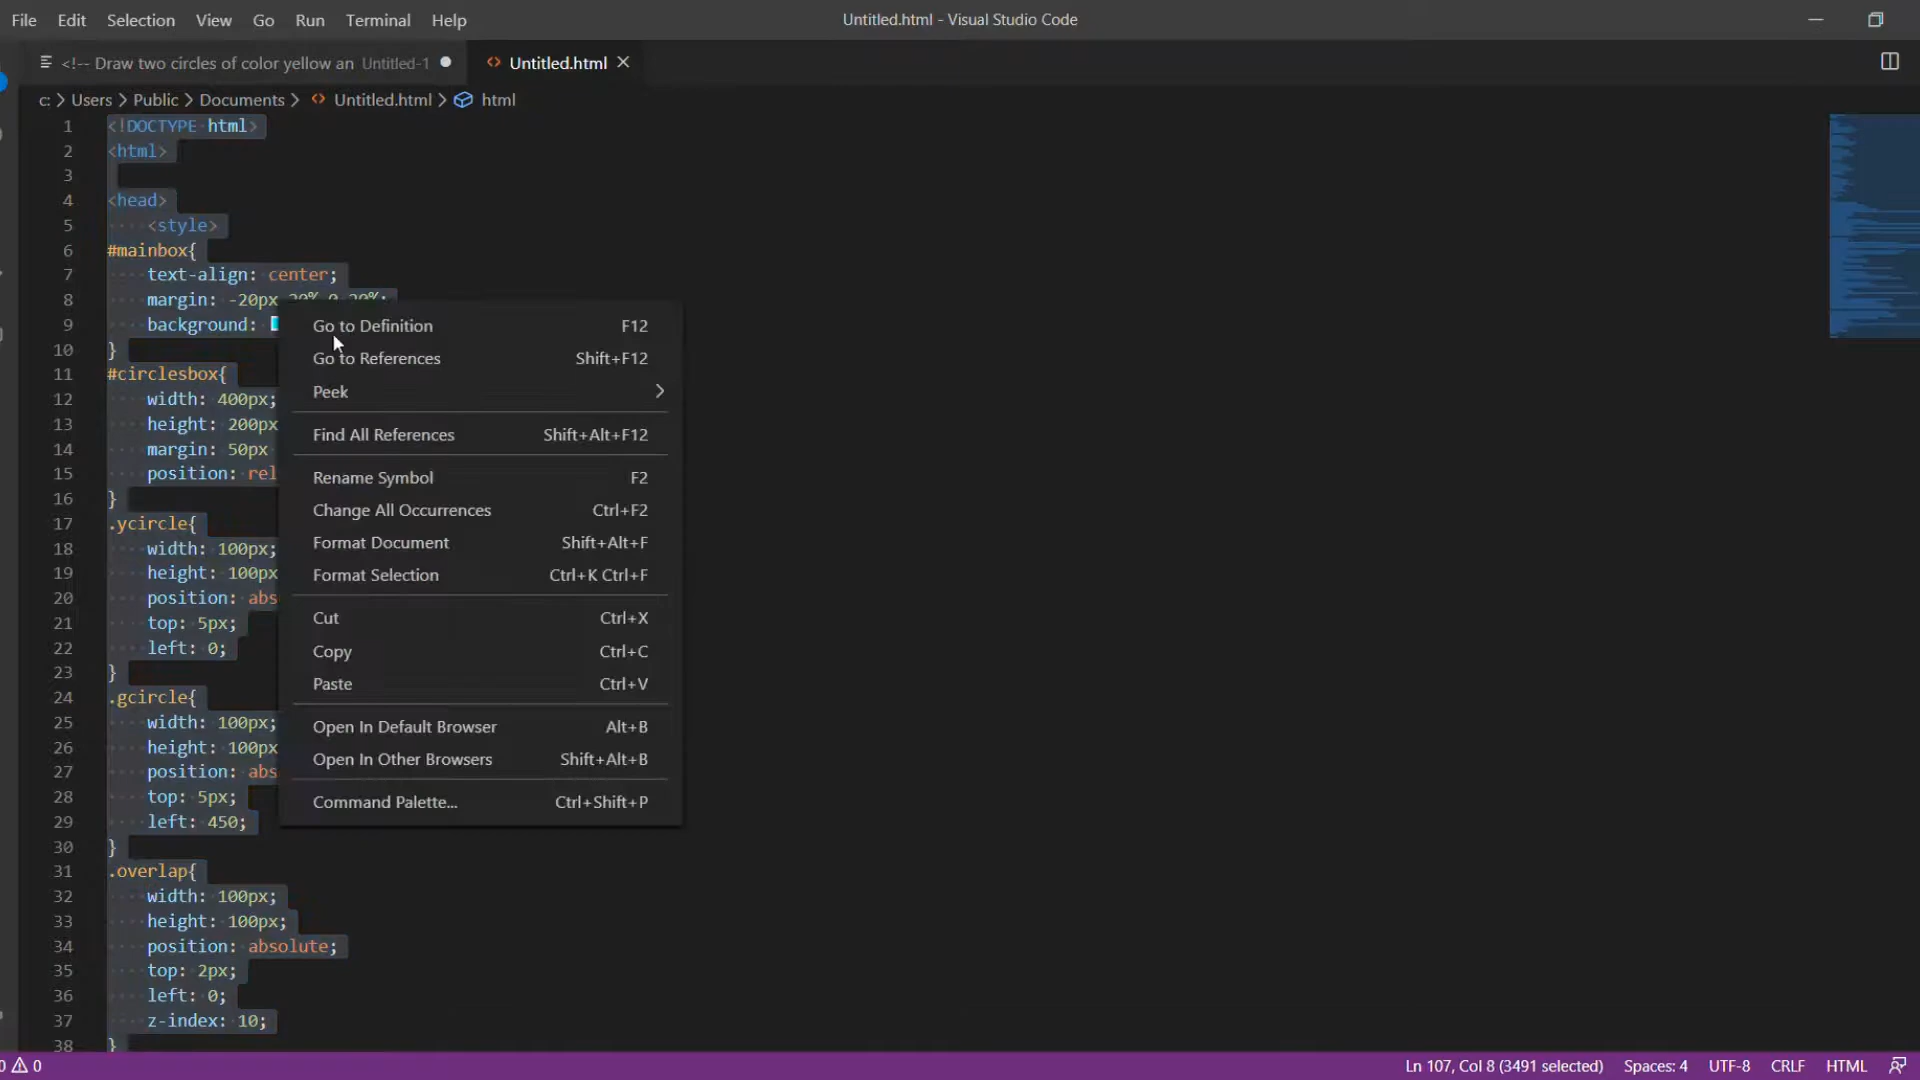 File Edit Selection View Go Run Terminal Help
Untitled.html - Visual Studio Code
<!-- Draw two circles of color yellow an Untitled-1
Untitled.html
c: > Users > Public > Documents > Untitled.html > html
1 <!DOCTYPE html>
2 <html>
3
4 <head>
5 <style>
6 #mainbox{
7 text-align: center;
8 margin: -20px 20% 0 20%;
9 background:
10 }
11 #circlesbox{
12 width: 400px;
13 height: 200px
14 margin: 50px
15 position: rel
16 }
17 .ycircle{
18 width: 100px;
19 height: 100px
20 position: abs
21 top: 5px;
22 left: 0;
23 }
24 .gcircle{
25 width: 100px;
26 height: 100px
27 position: abs
28 top: 5px;
29 left: 450;
30 }
31 .overlap{
32 width: 100px;
33 height: 100px;
34 position: absolute;
35 top: 2px;
36 left: 0;
37 z-index: 10;
38 }
Go to Definition F12
Go to References Shift+F12
Peek
Find All References Shift+Alt+F12
Rename Symbol F2
Change All Occurrences Ctrl+F2
Format Document Shift+Alt+F
Format Selection Ctrl+K Ctrl+F
Cut Ctrl+X
Copy Ctrl+C
Paste Ctrl+V
Open In Default Browser Alt+B
Open In Other Browsers Shift+Alt+B
Command Palette... Ctrl+Shift+P
0 0 Ln 107, Col 8 (3491 selected) Spaces: 4 UTF-8 CRLF HTML